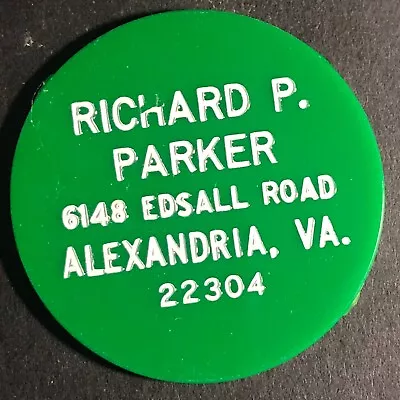 RICHARD P.
PARKER
6148 EDSALL ROAD
ALEXANDRIA, VA.
22304